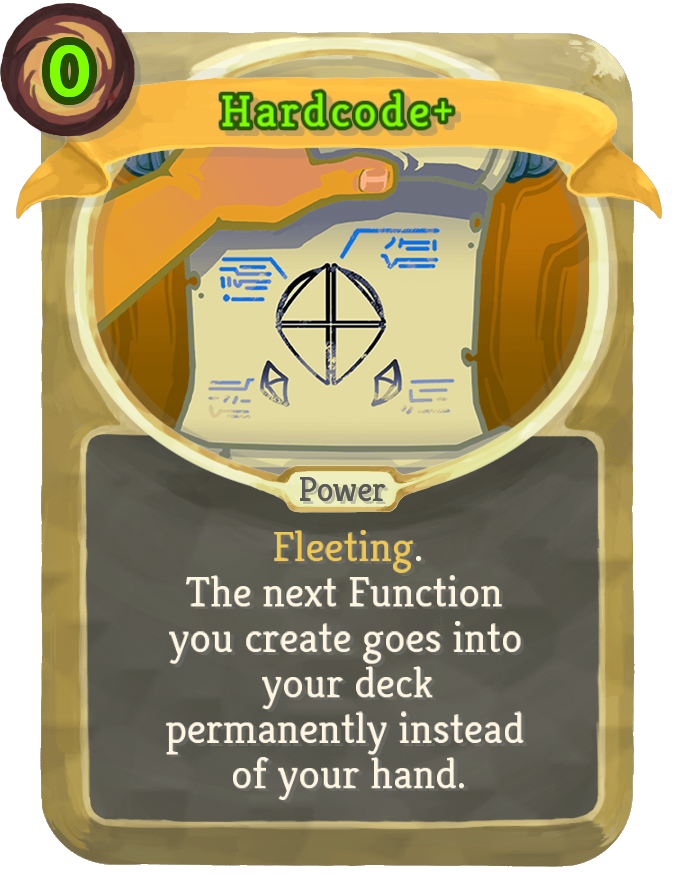 0
Hardcode+
Power
Fleeting.
The next Function
you create goes into
your deck
permanently instead
of your hand.